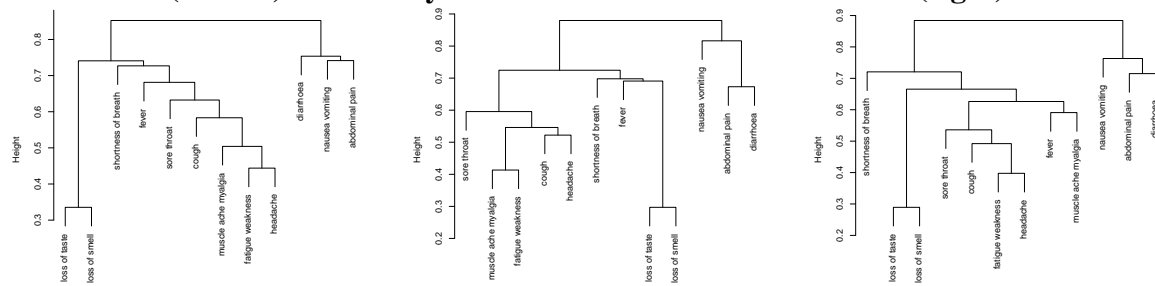 Height
0.3 0.4 0.5 0.6 0.7 0.8
loss of taste
loss of smell
shortness of breath
fever
sore throat
cough
muscle ache myalgia
fatigue weakness
headache
diarrhoea
nausea vomiting
abdominal pain
Height
0.2 0.3 0.4 0.5 0.6 0.7 0.8 0.9
sore throat
muscle ache myalgia
fatigue weakness
cough
headache
shortness of breath
fever
loss of taste
loss of smell
nausea vomiting
abdominal pain
diarrhoea
Height
0.2 0.3 0.4 0.5 0.6 0.7 0.8 0.9
shortness of breath
loss of taste
loss of smell
sore throat
cough
fatigue weakness
headache
fever
muscle ache myalgia
nausea vomiting
abdominal pain